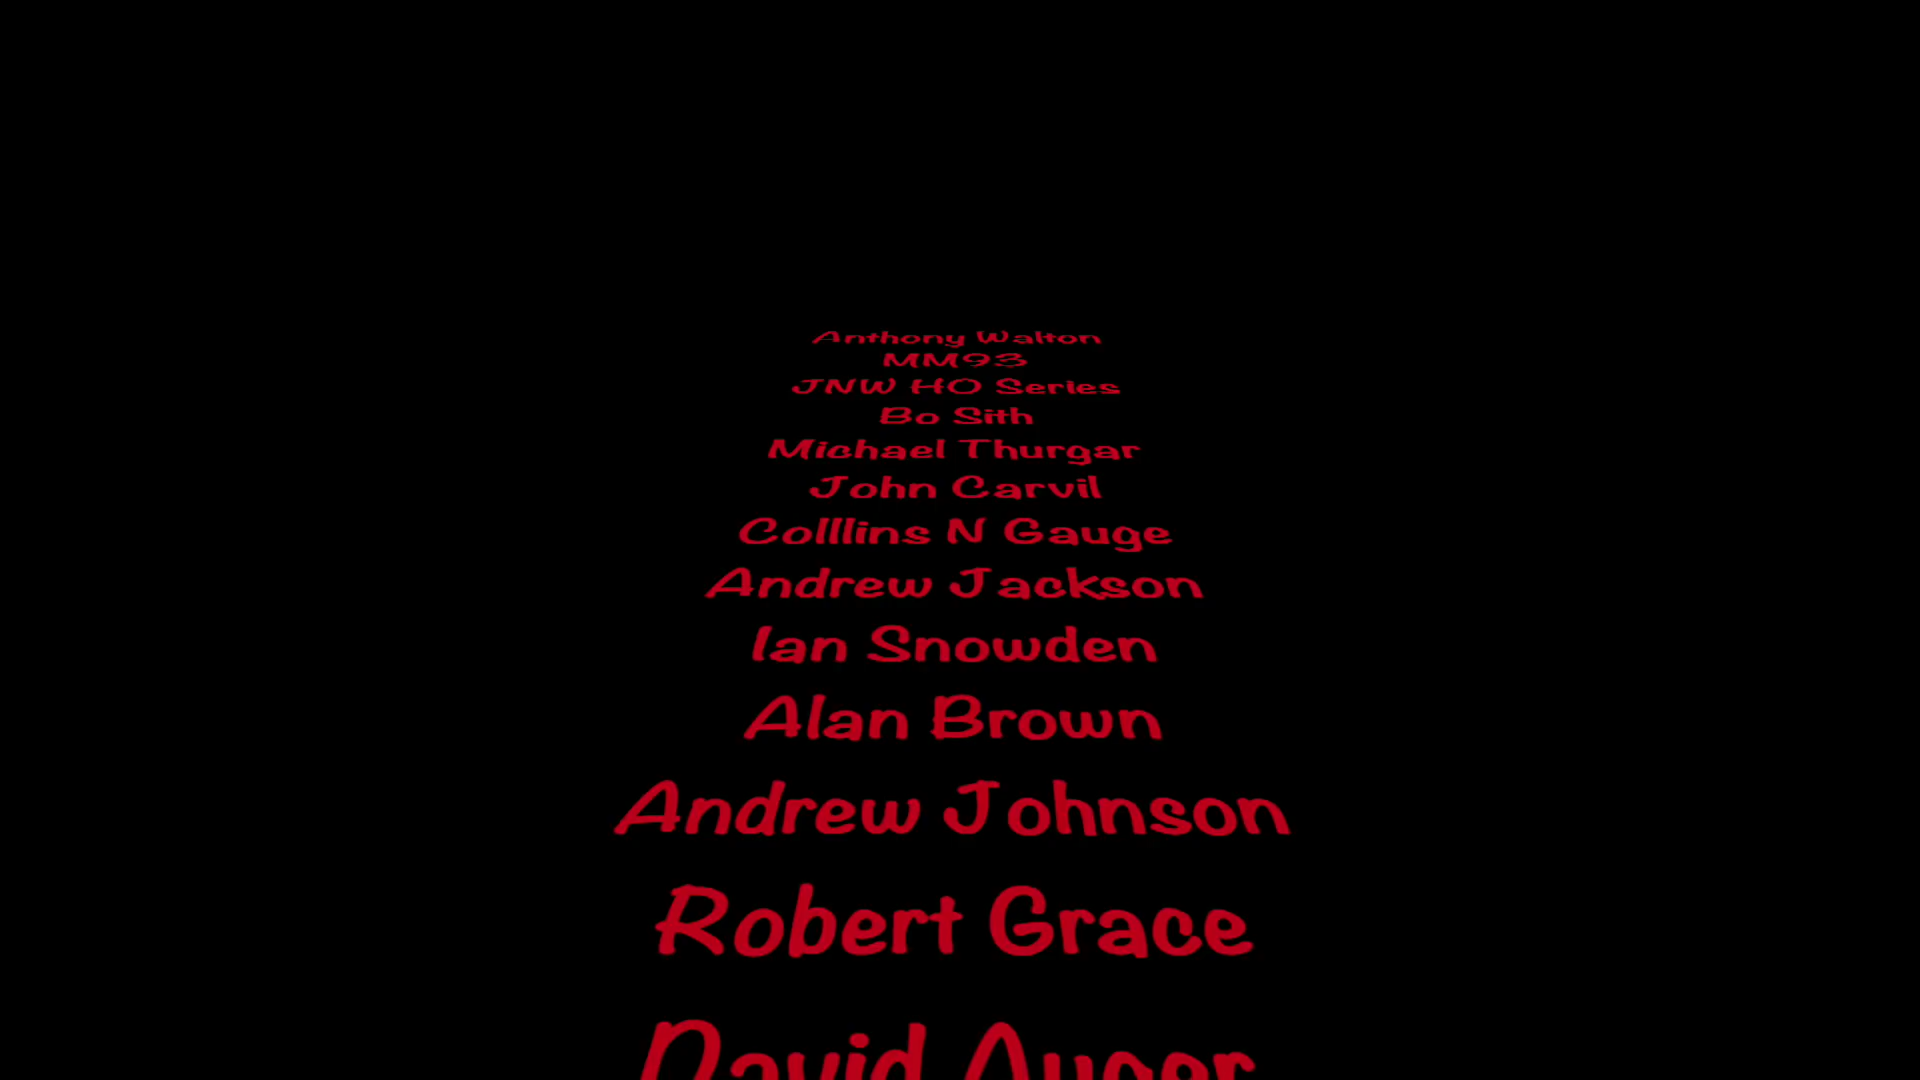 Anthony Walton
MM93
JNW HO Series
Bo Sith
Michael Thurgar
John Carvil
Colllins N Gauge
Andrew Jackson
Ian Snowden
Alan Brown
Andrew Johnson
Robert Grace
David